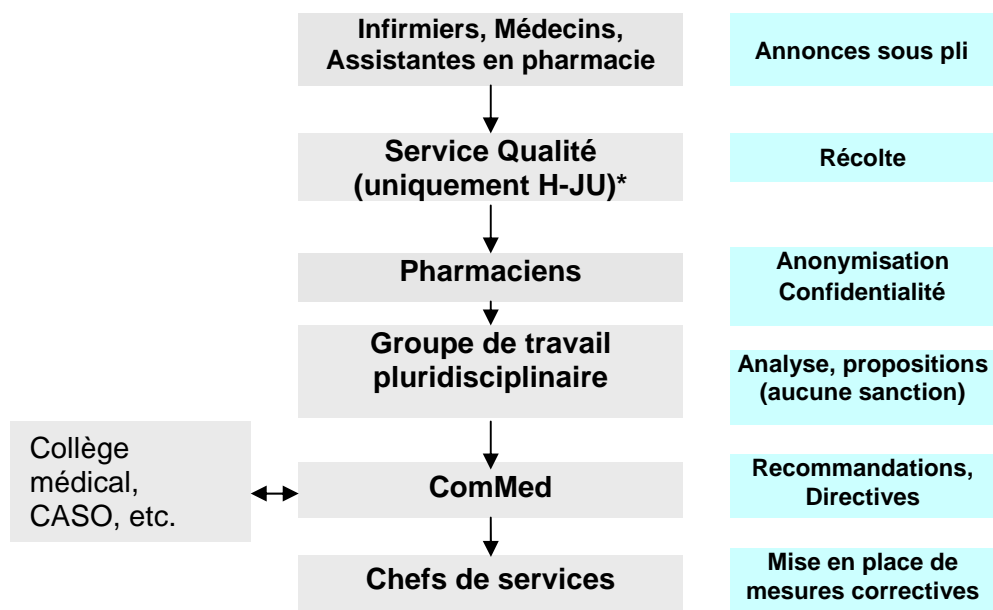 Infirmiers, Médecins,
Assistantes en pharmacie
Annonces sous pli
Service Qualité
(uniquement H-JU)*
Récolte
Pharmaciens
Anonymisation
Confidentialité
Groupe de travail
pluridisciplinaire
Analyse, propositions
(aucune sanction)
Collège
médical,
CASO, etc.
ComMed
Recommandations,
Directives
Chefs de services
Mise en place de
mesures correctives